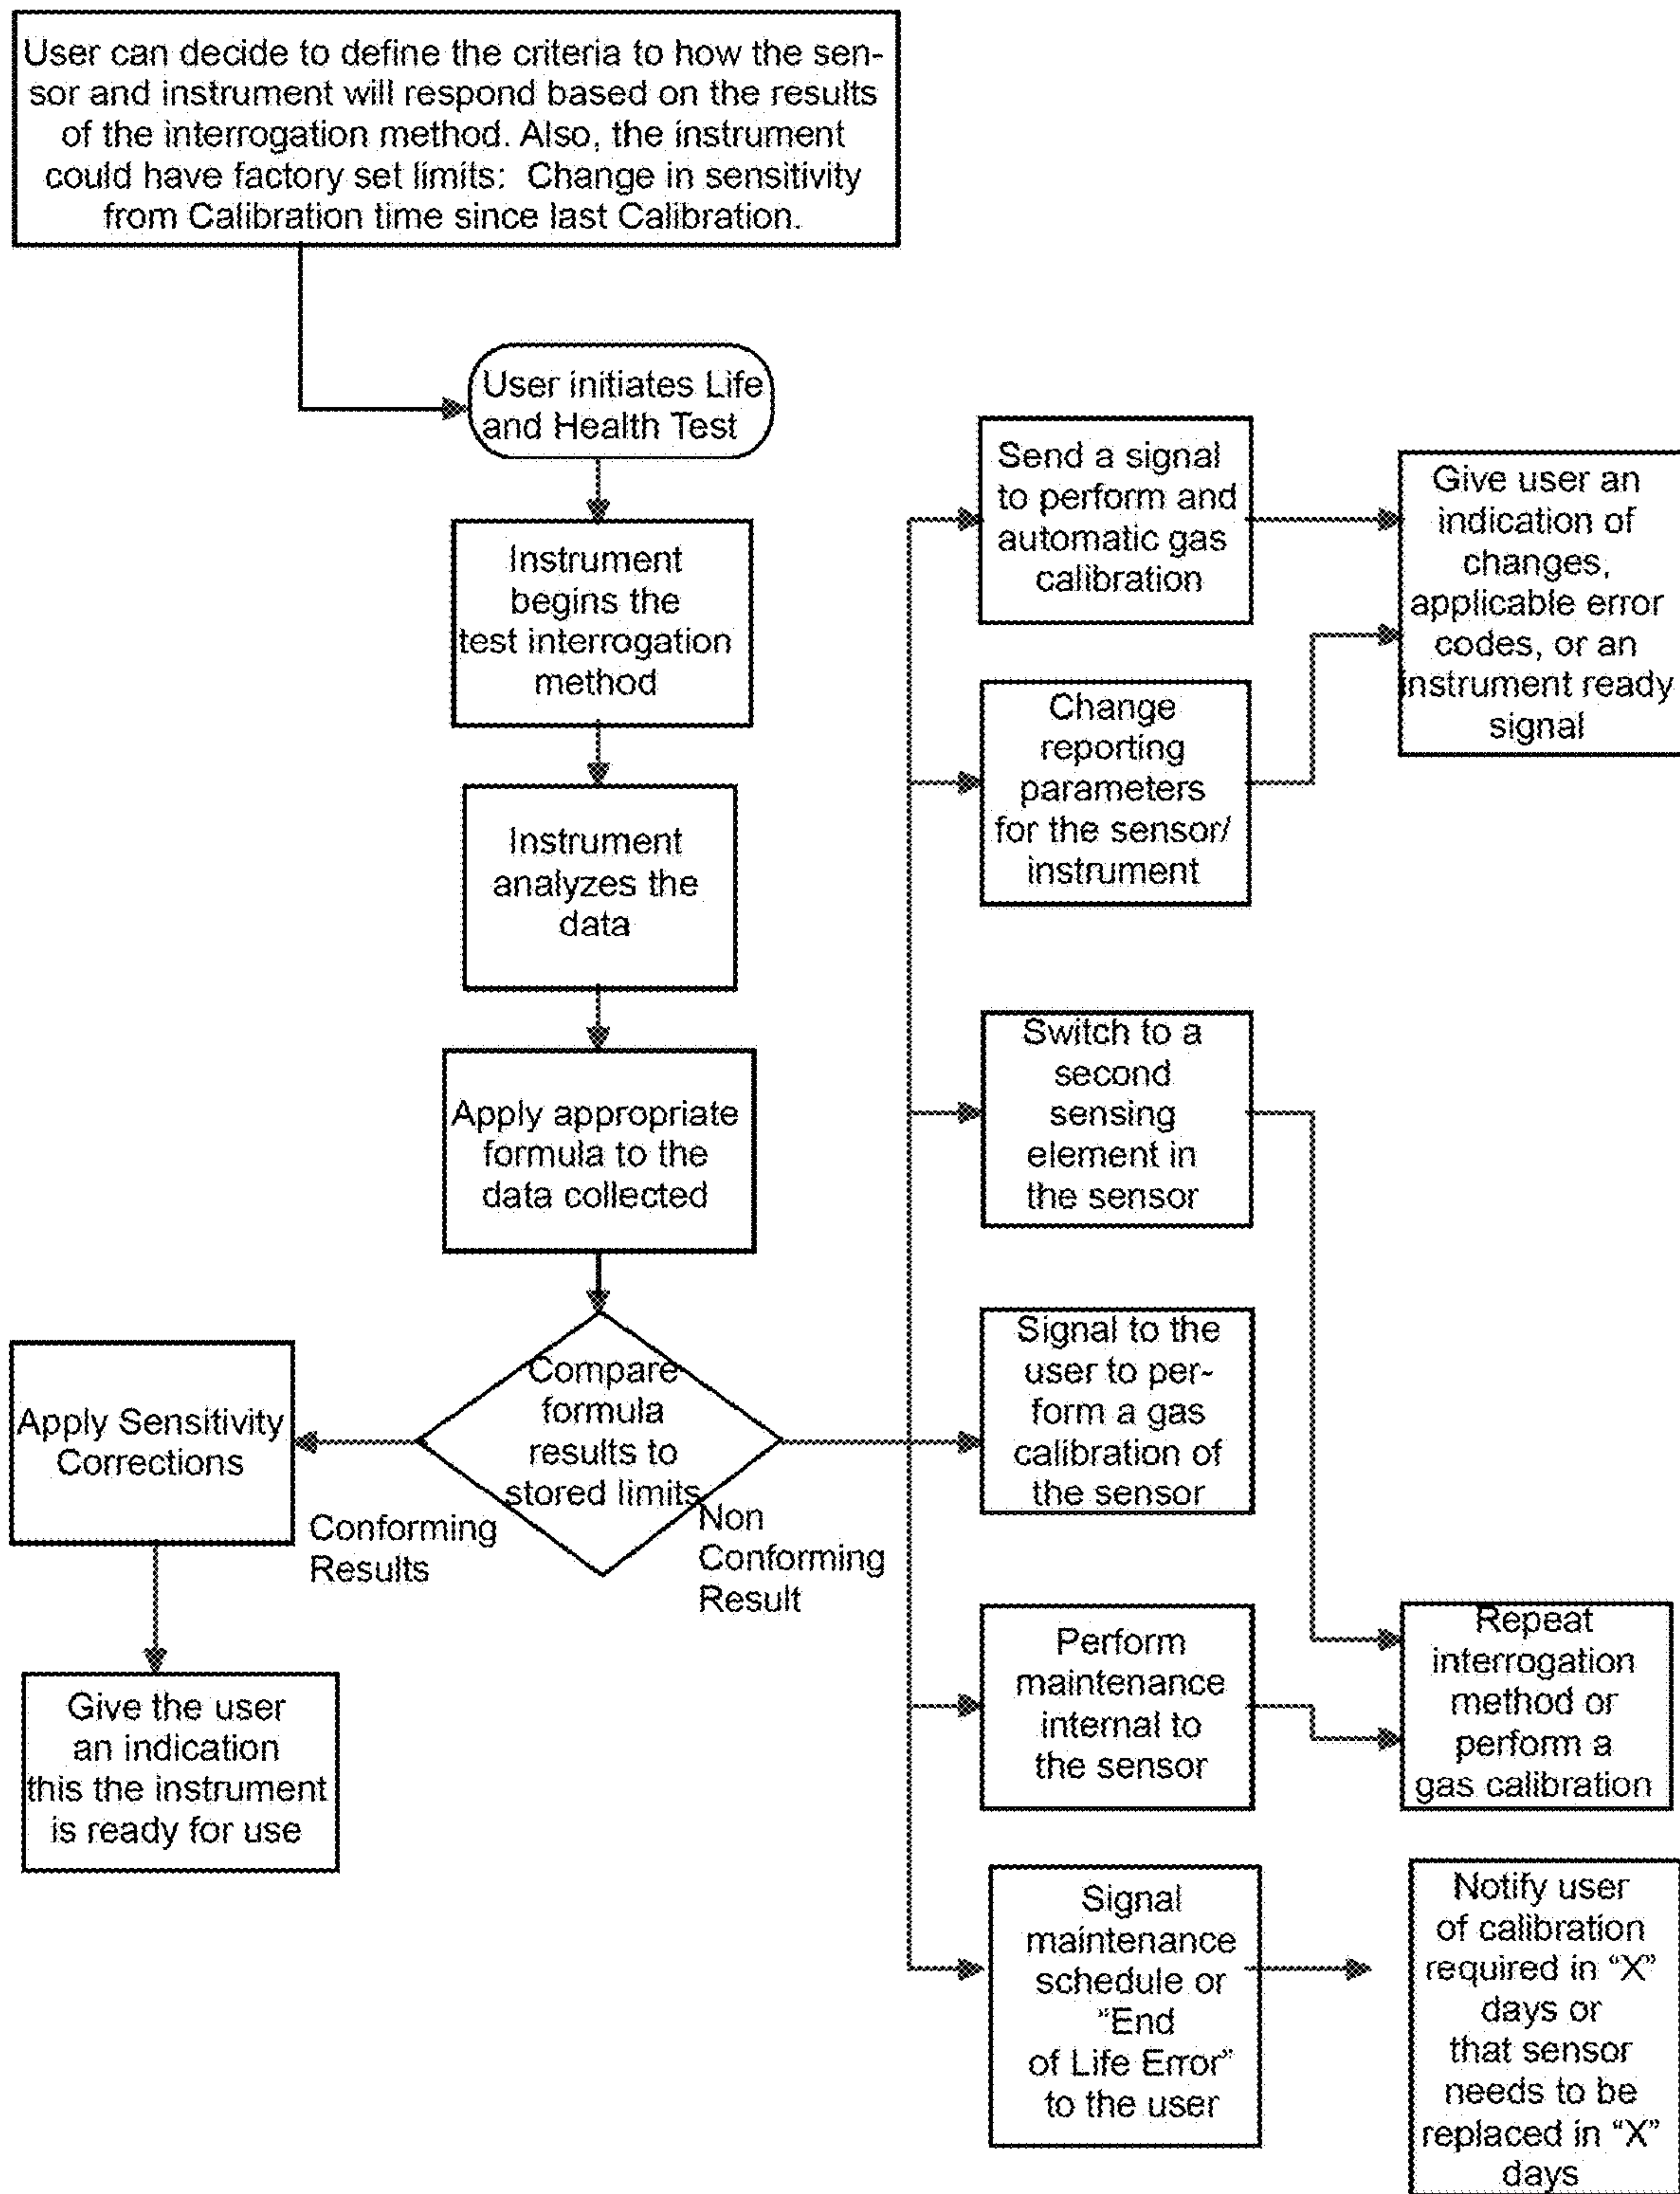 User can decide to define the criteria to how the sen-
sor and instrument will respond based on the results
of the interrogation method. Also, the instrument
could have factory set limits: Change in sensitivity
from Calibration time since last Calibration.
User initiates Life
and Health Test
Instrument
begins the
test interrogation
method
Instrument
analyzes the
data
Apply appropriate
formula to the
data collected
Compare
formula
results to
stored limits
Conforming
Results
Non
Conforming
Result
Apply Sensitivity
Corrections
Give the user
an indication
this the instrument
is ready for use
Send a signal
to perform and
automatic gas
calibration
Change
reporting
parameters
for the sensor/
instrument
Give user an
indication of
changes,
applicable error
codes, or an
instrument ready
signal
Switch to a
second
sensing
element in
the sensor
Signal to the
user to per-
form a gas
calibration of
the sensor
Perform
maintenance
internal to
the sensor
Repeat
interrogation
method or
perform a
gas calibration
Signal
maintenance
schedule or
“End
of Life Error”
to the user
Notify user
of calibration
required in “X”
days or
that sensor
needs to be
replaced in “X”
days